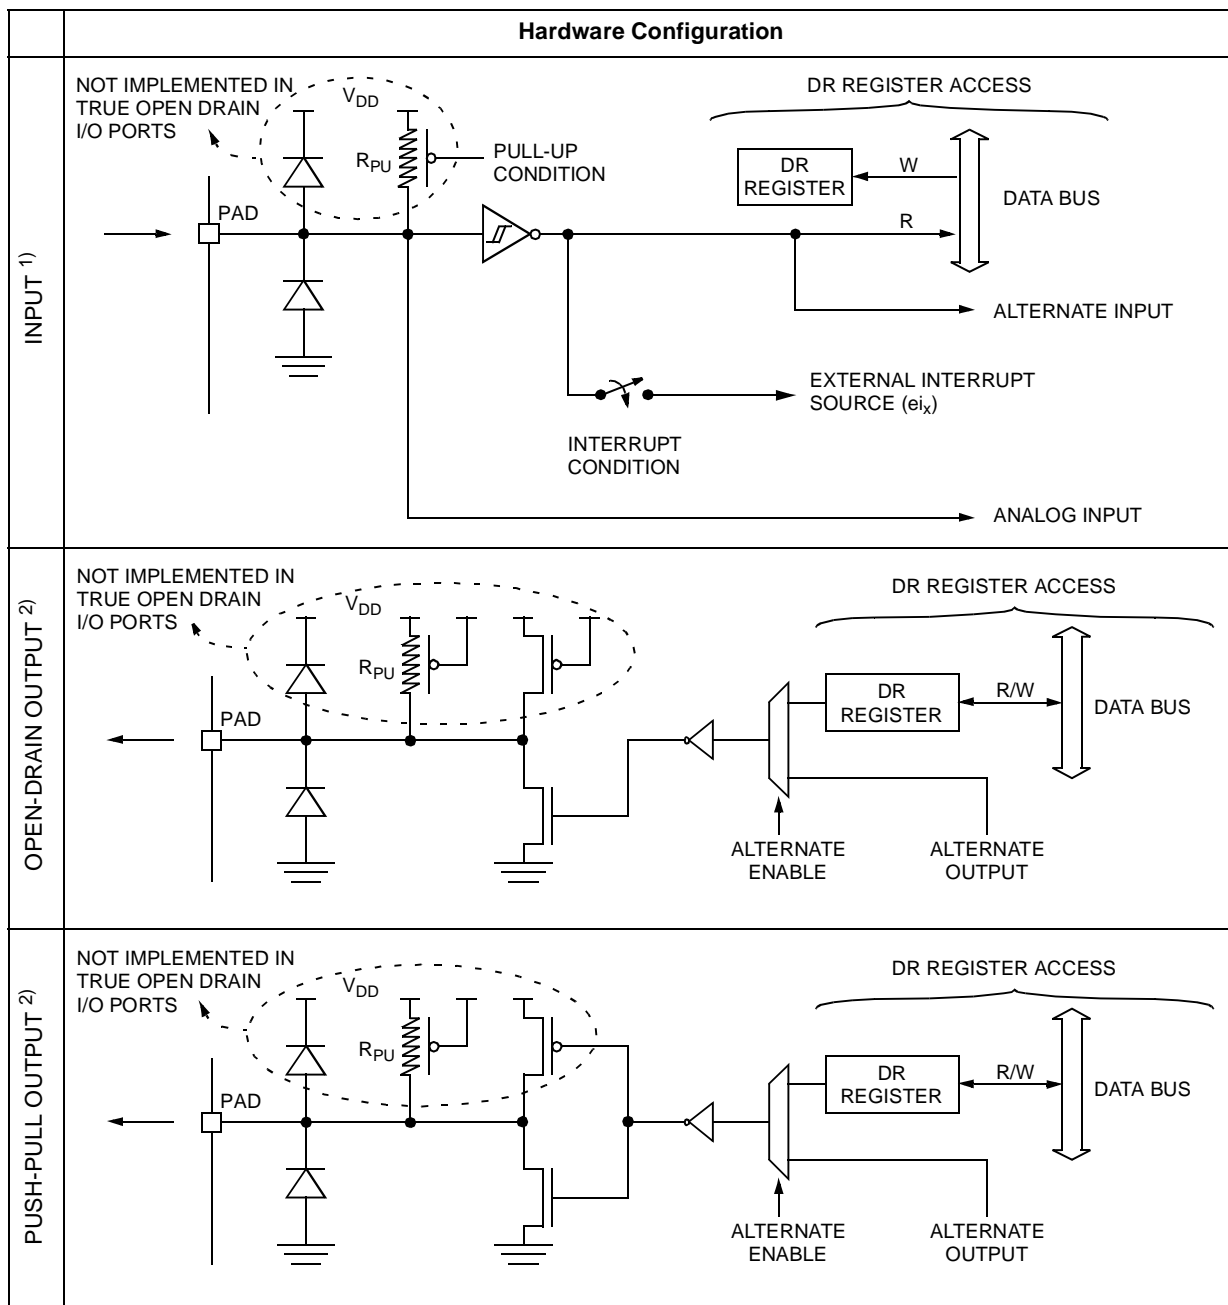 Hardware Configuration
INPUT 1)
NOT IMPLEMENTED IN
TRUE OPEN DRAIN
I/O PORTS
VDD
RPU
PULL-UP
CONDITION
PAD
DR REGISTER ACCESS
DR
REGISTER
W
R
DATA BUS
ALTERNATE INPUT
EXTERNAL INTERRUPT
SOURCE (eix)
INTERRUPT
CONDITION
ANALOG INPUT
OPEN-DRAIN OUTPUT 2)
NOT IMPLEMENTED IN
TRUE OPEN DRAIN
I/O PORTS
VDD
RPU
PAD
DR REGISTER ACCESS
DR
REGISTER
R/W
DATA BUS
ALTERNATE
ENABLE
ALTERNATE
OUTPUT
PUSH-PULL OUTPUT 2)
NOT IMPLEMENTED IN
TRUE OPEN DRAIN
I/O PORTS
VDD
RPU
PAD
DR REGISTER ACCESS
DR
REGISTER
R/W
DATA BUS
ALTERNATE
ENABLE
ALTERNATE
OUTPUT